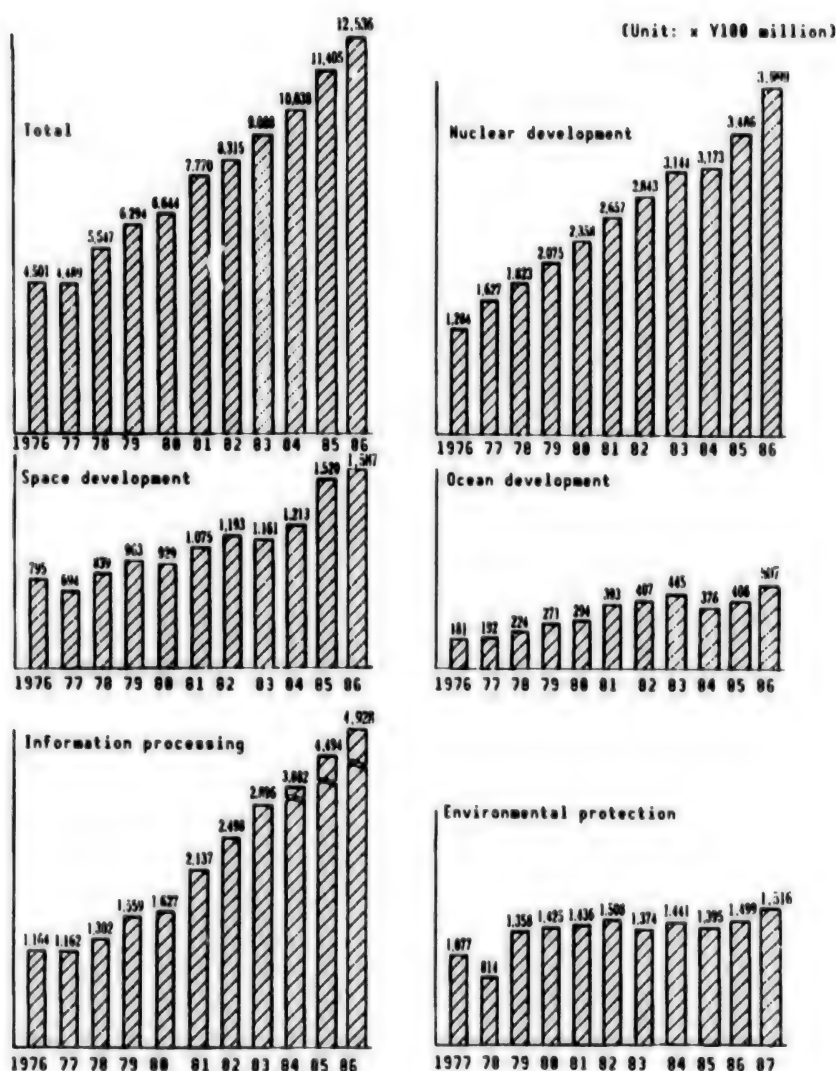 (Unit: x Y100 million)
Total
4,501 4,489 5,547 6,294 6,644 7,770 8,315 9,088 10,038 11,405 12,536
1976 77 78 79 80 81 82 83 84 85 86
Nuclear development
1,284 1,627 1,823 2,075 2,358 2,657 2,843 3,144 3,173 3,486 3,999
1976 77 78 79 80 81 82 83 84 85 86
Space development
795 694 839 963 929 1,075 1,193 1,161 1,213 1,520 1,587
1976 77 78 79 80 81 82 83 84 85 86
Ocean development
181 192 224 271 294 393 407 445 376 406 507
1976 77 78 79 80 81 82 83 84 85 86
Information processing
1,164 1,162 1,302 1,559 1,627 2,137 2,498 2,896 3,882 4,494 4,928
1976 77 78 79 80 81 82 83 84 85 86
Environmental protection
1,077 814 1,358 1,425 1,436 1,508 1,374 1,441 1,395 1,499 1,516
1977 78 79 80 81 82 83 84 85 86 87